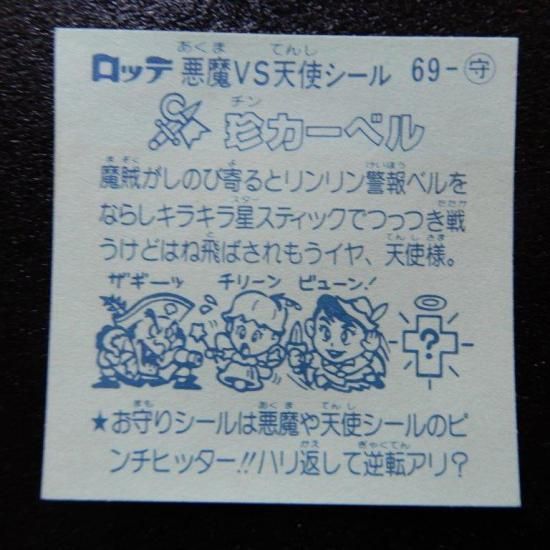 ロッテ 悪魔VS天使シール 69-守
珍カーベル
魔賊がしのび寄るとリンリン警報ベルを
ならしキラキラ星スティックでつっつき戦
うけどはね飛ばされもうイヤ、天使様。
ザギーッ チリーン ビューン!
?
★お守りシールは悪魔や天使シールのピ
ンチヒッター!!ハリ返して逆転アリ?